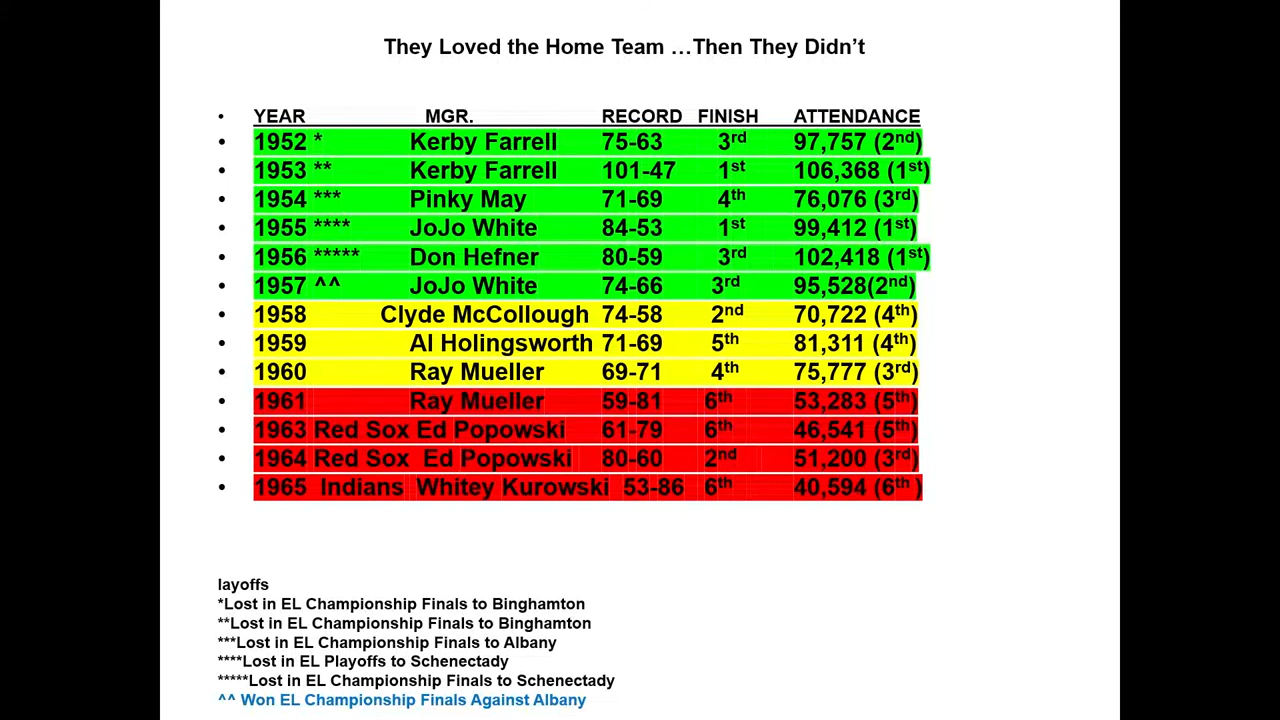 They Loved the Home Team …Then They Didn’t
• YEAR MGR. RECORD FINISH ATTENDANCE
• 1952 * Kerby Farrell 75-63 3rd 97,757 (2nd)
• 1953 ** Kerby Farrell 101-47 1st 106,368 (1st)
• 1954 *** Pinky May 71-69 4th 76,076 (3rd)
• 1955 **** JoJo White 84-53 1st 99,412 (1st)
• 1956 ***** Don Hefner 80-59 3rd 102,418 (1st)
• 1957 ^^ JoJo White 74-66 3rd 95,528(2nd)
• 1958 Clyde McCollough 74-58 2nd 70,722 (4th)
• 1959 Al Holingsworth 71-69 5th 81,311 (4th)
• 1960 Ray Mueller 69-71 4th 75,777 (3rd)
• 1961 Ray Mueller 59-81 6th 53,283 (5th)
• 1963 Red Sox Ed Popowski 61-79 6th 46,541 (5th)
• 1964 Red Sox Ed Popowski 80-60 2nd 51,200 (3rd)
• 1965 Indians Whitey Kurowski 53-86 6th 40,594 (6th )
layoffs
*Lost in EL Championship Finals to Binghamton
**Lost in EL Championship Finals to Binghamton
***Lost in EL Championship Finals to Albany
****Lost in EL Playoffs to Schenectady
*****Lost in EL Championship Finals to Schenectady
^^ Won EL Championship Finals Against Albany